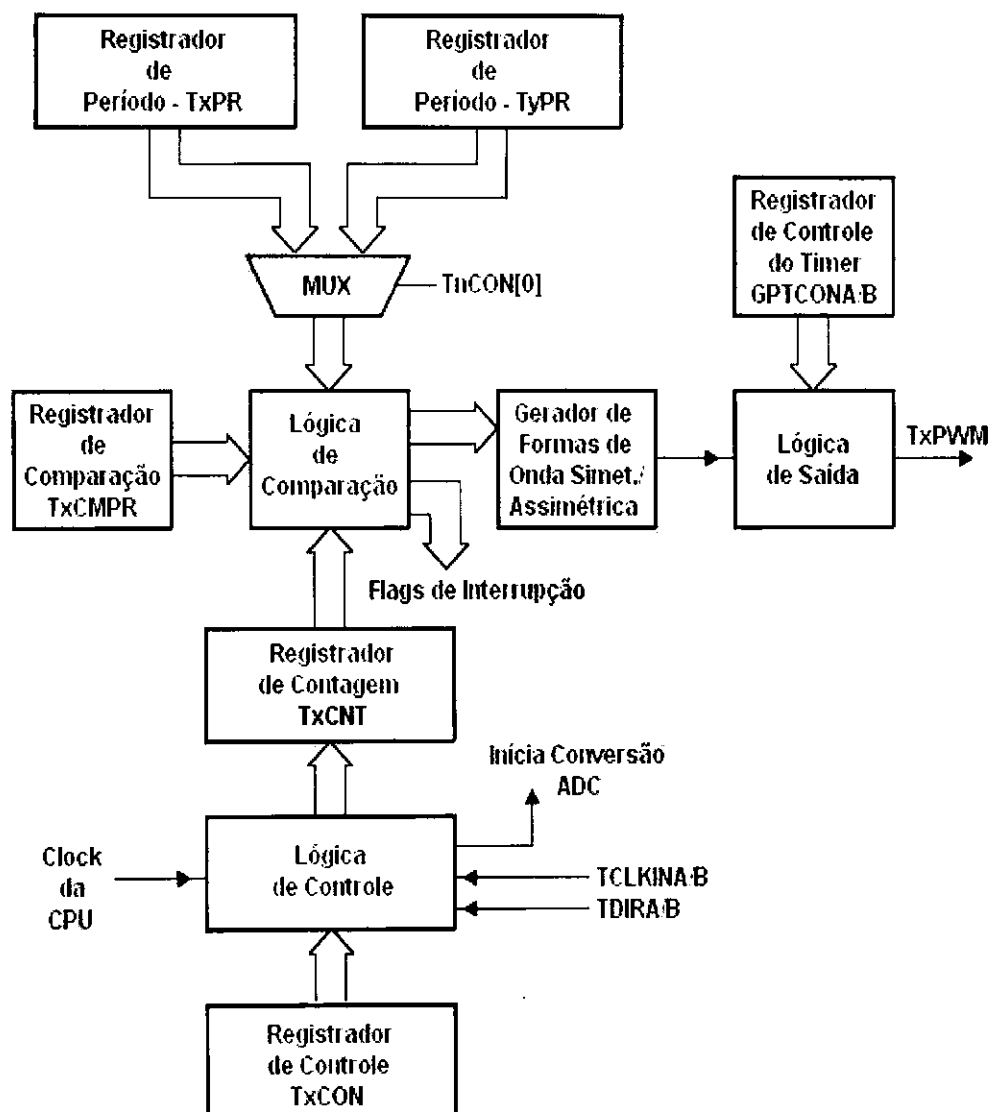 Registrador
de
Período - TxPR
Registrador
de
Período - TyPR
Registrador
de Controle
do Timer
GPTCONA/B
MUX
TnCON[0]
Registrador
de
Comparação
TxCMPR
Lógica
de
Comparação
Gerador de
Formas de
Onda Simet./
Assimétrica
Lógica
de Saída
TxPWM
Flags de Interrupção
Registrador
de Contagem
TxCNT
Inícia Conversão
ADC
Clock
da
CPU
Lógica
de Controle
TCLKINA/B
TDIRA/B
Registrador
de Controle
TxCON